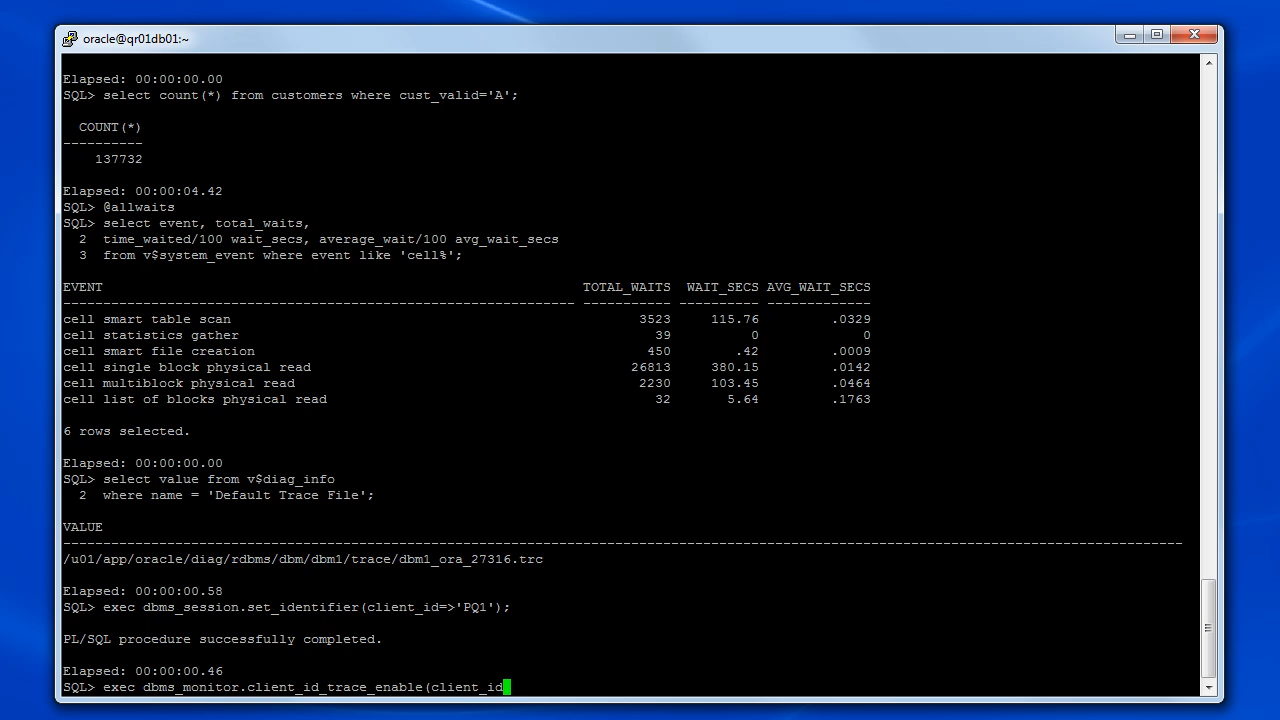 oracle@qr01db01:~
Elapsed: 00:00:00.00
SQL> select count(*) from customers where cust_valid='A';
COUNT(*)
----------
137732
Elapsed: 00:00:04.42
SQL> @allwaits
SQL> select event, total_waits,
2 time_waited/100 wait_secs, average_wait/100 avg_wait_secs
3 from v$system_event where event like 'cell%';
EVENT TOTAL_WAITS WAIT_SECS AVG_WAIT_SECS
---------------------------------------------------------------- ----------- ---------- -------------
cell smart table scan 3523 115.76 .0329
cell statistics gather 39 0 0
cell smart file creation 450 .42 .0009
cell single block physical read 26813 380.15 .0142
cell multiblock physical read 2230 103.45 .0464
cell list of blocks physical read 32 5.64 .1763
6 rows selected.
Elapsed: 00:00:00.00
SQL> select value from v$diag_info
2 where name = 'Default Trace File';
VALUE
--------------------------------------------------------------------------------------------------------------------------------------------
/u01/app/oracle/diag/rdbms/dbm/dbm1/trace/dbm1_ora_27316.trc
Elapsed: 00:00:00.58
SQL> exec dbms_session.set_identifier(client_id=>'PQ1');
PL/SQL procedure successfully completed.
Elapsed: 00:00:00.46
SQL> exec dbms_monitor.client_id_trace_enable(client_id